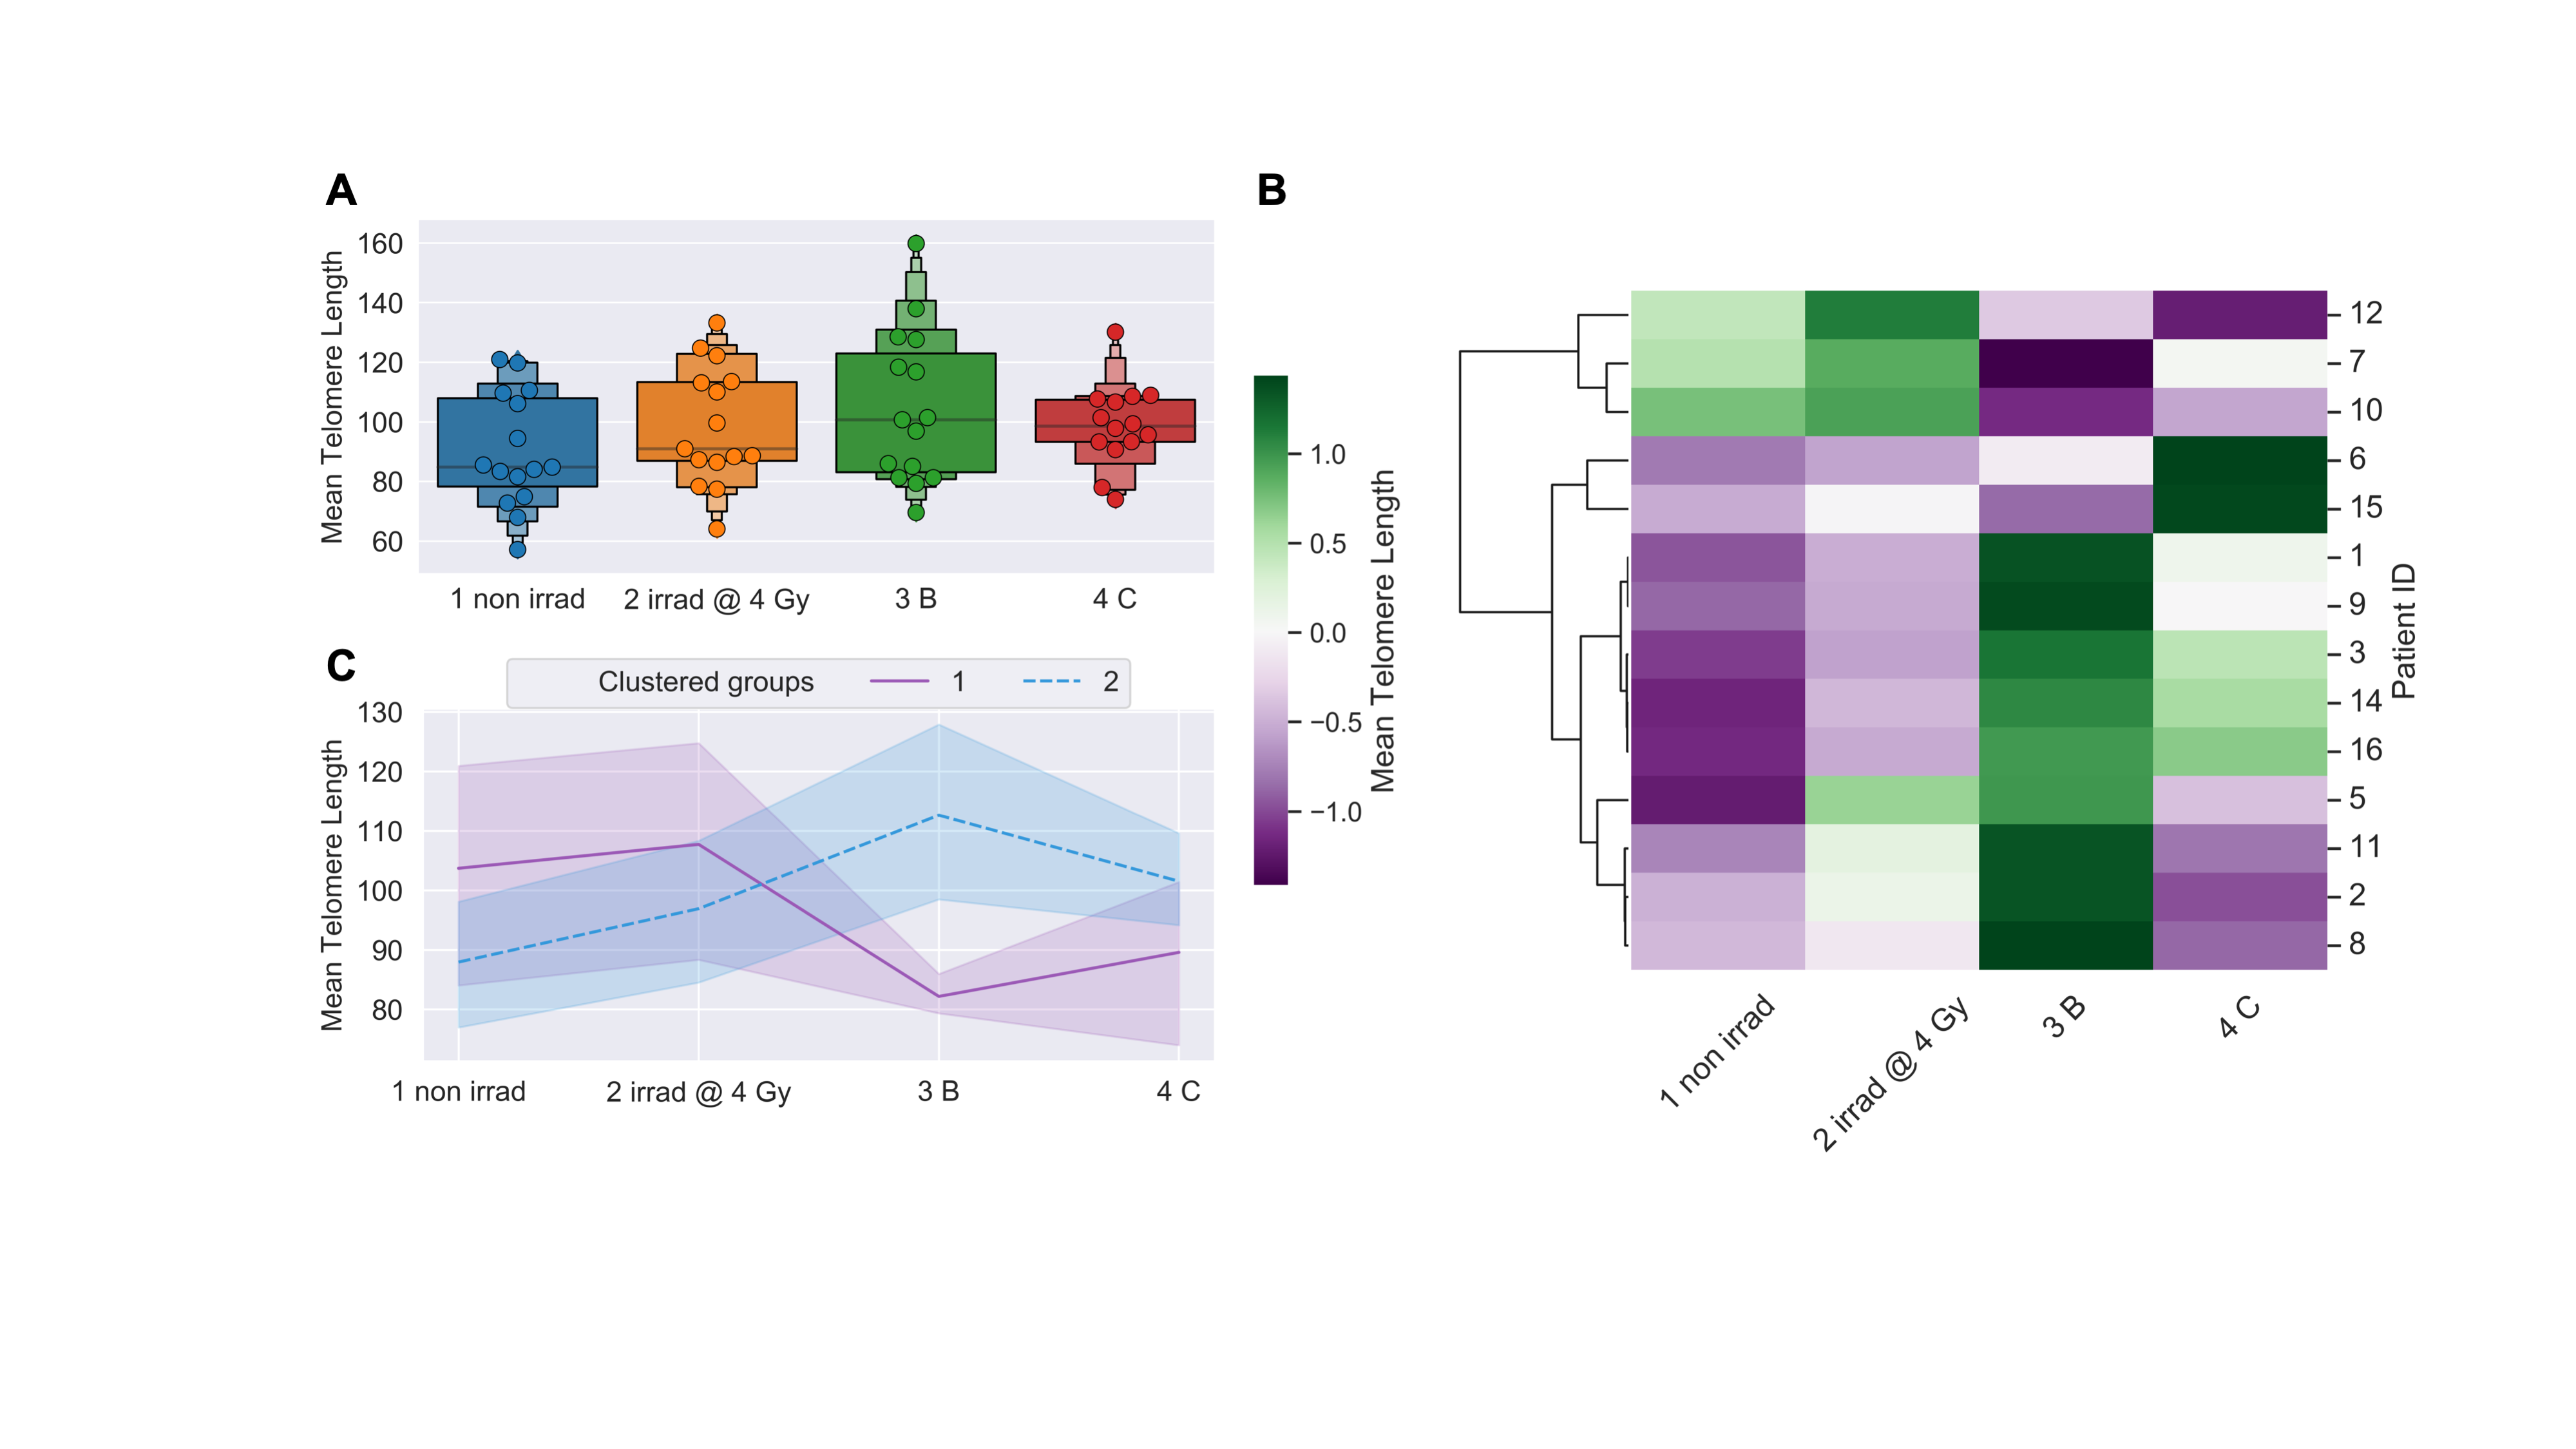 A
Mean Telomere Length
160
140
120
100
80
60
1 non irrad
2 irrad @ 4 Gy
3 B
4 C
C
Clustered groups
1
2
Mean Telomere Length
130
120
110
100
90
80
1 non irrad
2 irrad @ 4 Gy
3 B
4 C
B
1.0
0.5
0.0
−0.5
−1.0
Mean Telomere Length
12
7
10
6
15
1
9
3
14
16
5
11
2
8
Patient ID
1 non irrad
2 irrad @ 4 Gy
3 B
4 C